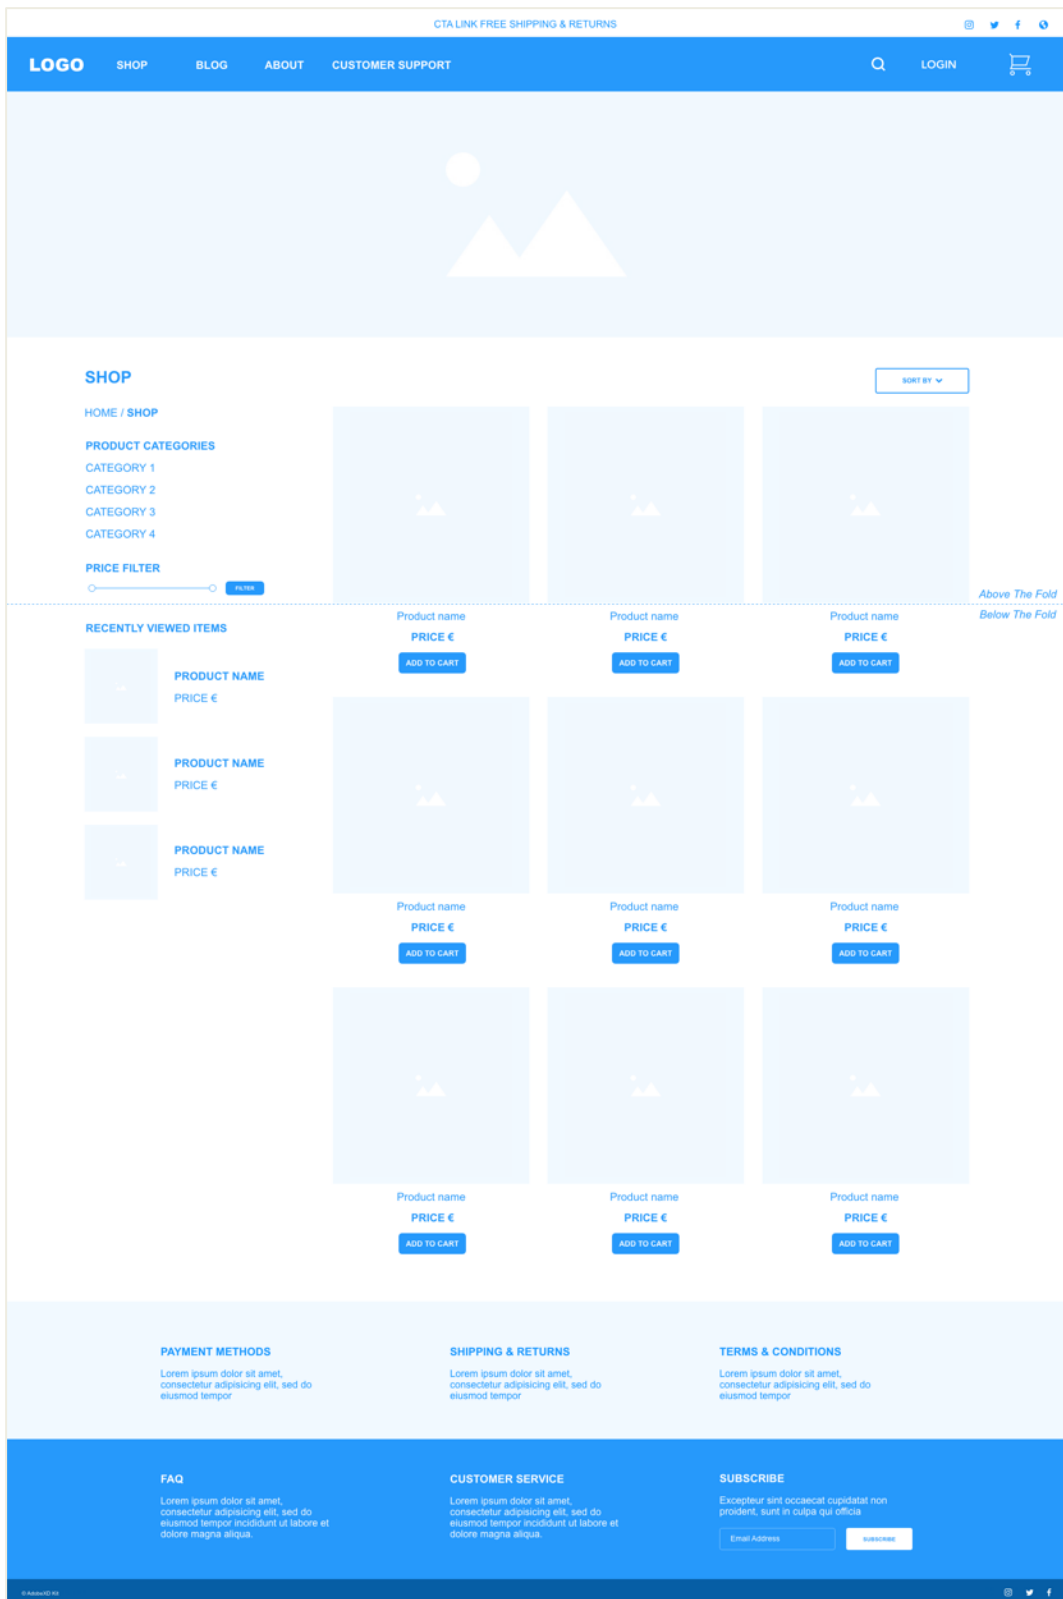 CTA LINK FREE SHIPPING & RETURNS
LOGO SHOP BLOG ABOUT CUSTOMER SUPPORT LOGIN
SHOP
SORT BY
HOME / SHOP
PRODUCT CATEGORIES
CATEGORY 1
CATEGORY 2
CATEGORY 3
CATEGORY 4
PRICE FILTER
FILTER
Above The Fold
Below The Fold
RECENTLY VIEWED ITEMS
PRODUCT NAME
PRICE €
PRODUCT NAME
PRICE €
PRODUCT NAME
PRICE €
Product name Product name Product name
PRICE € PRICE € PRICE €
ADD TO CART ADD TO CART ADD TO CART
Product name Product name Product name
PRICE € PRICE € PRICE €
ADD TO CART ADD TO CART ADD TO CART
Product name Product name Product name
PRICE € PRICE € PRICE €
ADD TO CART ADD TO CART ADD TO CART
PAYMENT METHODS
Lorem ipsum dolor sit amet,
consectetur adipisicing elit, sed do
eiusmod tempor
SHIPPING & RETURNS
Lorem ipsum dolor sit amet,
consectetur adipisicing elit, sed do
eiusmod tempor
TERMS & CONDITIONS
Lorem ipsum dolor sit amet,
consectetur adipisicing elit, sed do
eiusmod tempor
FAQ
Lorem ipsum dolor sit amet,
consectetur adipisicing elit, sed do
eiusmod tempor incididunt ut labore et
dolore magna aliqua.
CUSTOMER SERVICE
Lorem ipsum dolor sit amet,
consectetur adipisicing elit, sed do
eiusmod tempor incididunt ut labore et
dolore magna aliqua.
SUBSCRIBE
Excepteur sint occaecat cupidatat non
proident, sunt in culpa qui officia
Email Address SUBSCRIBE
© AdobeXD Kit